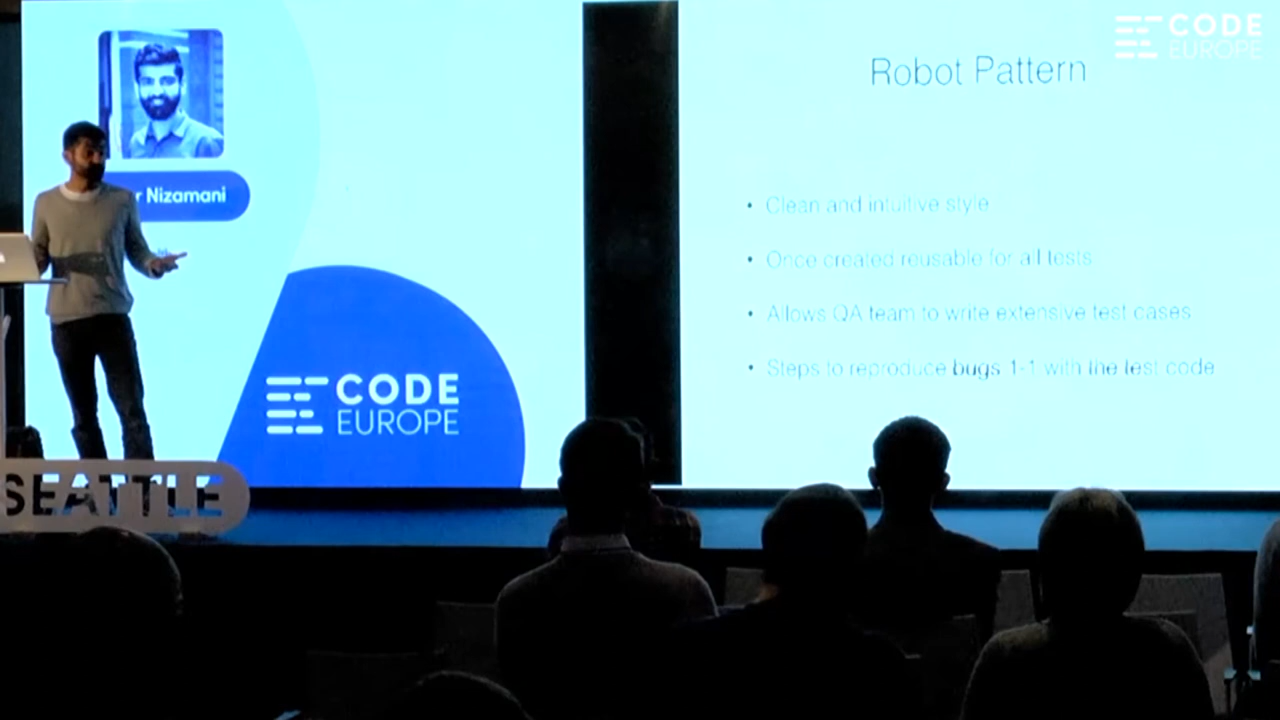 r Nizamani
CODE
EUROPE
SEATTLE
CODE
EUROPE
Robot Pattern
• Clean and intuitive style
• Once created reusable for all tests
• Allows QA team to write extensive test cases
• Steps to reproduce bugs 1-1 with the test code